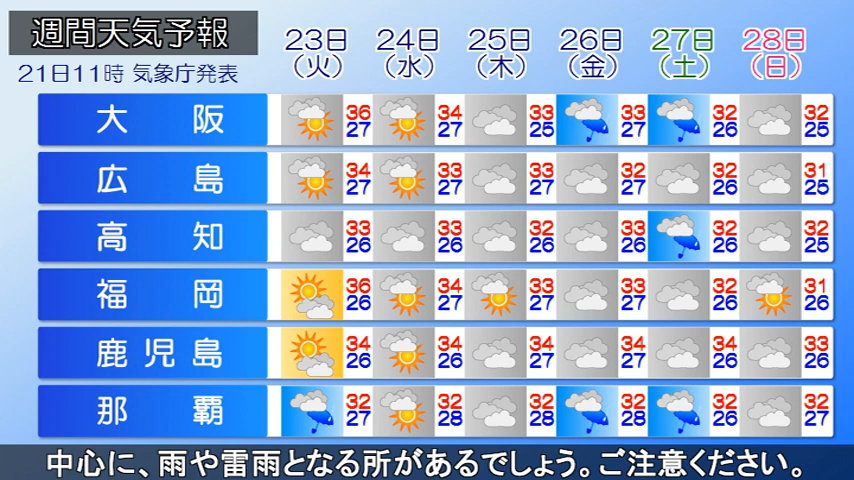 週間天気予報
21日11時 気象庁発表
23日 24日 25日 26日 27日 28日
（火） （水） （木） （金） （土） （日）
大阪 36 34 33 33 32 32
27 27 25 27 26 25
広島 34 33 33 32 32 31
27 27 27 27 26 25
高知 33 33 32 33 32 32
26 26 26 26 26 25
福岡 36 34 33 33 32 31
26 27 27 27 26 26
鹿児島 34 34 34 34 34 33
26 26 27 27 26 26
那覇 32 32 32 32 32 32
27 28 28 28 26 27
中心に、雨や雷雨となる所があるでしょう。ご注意ください。